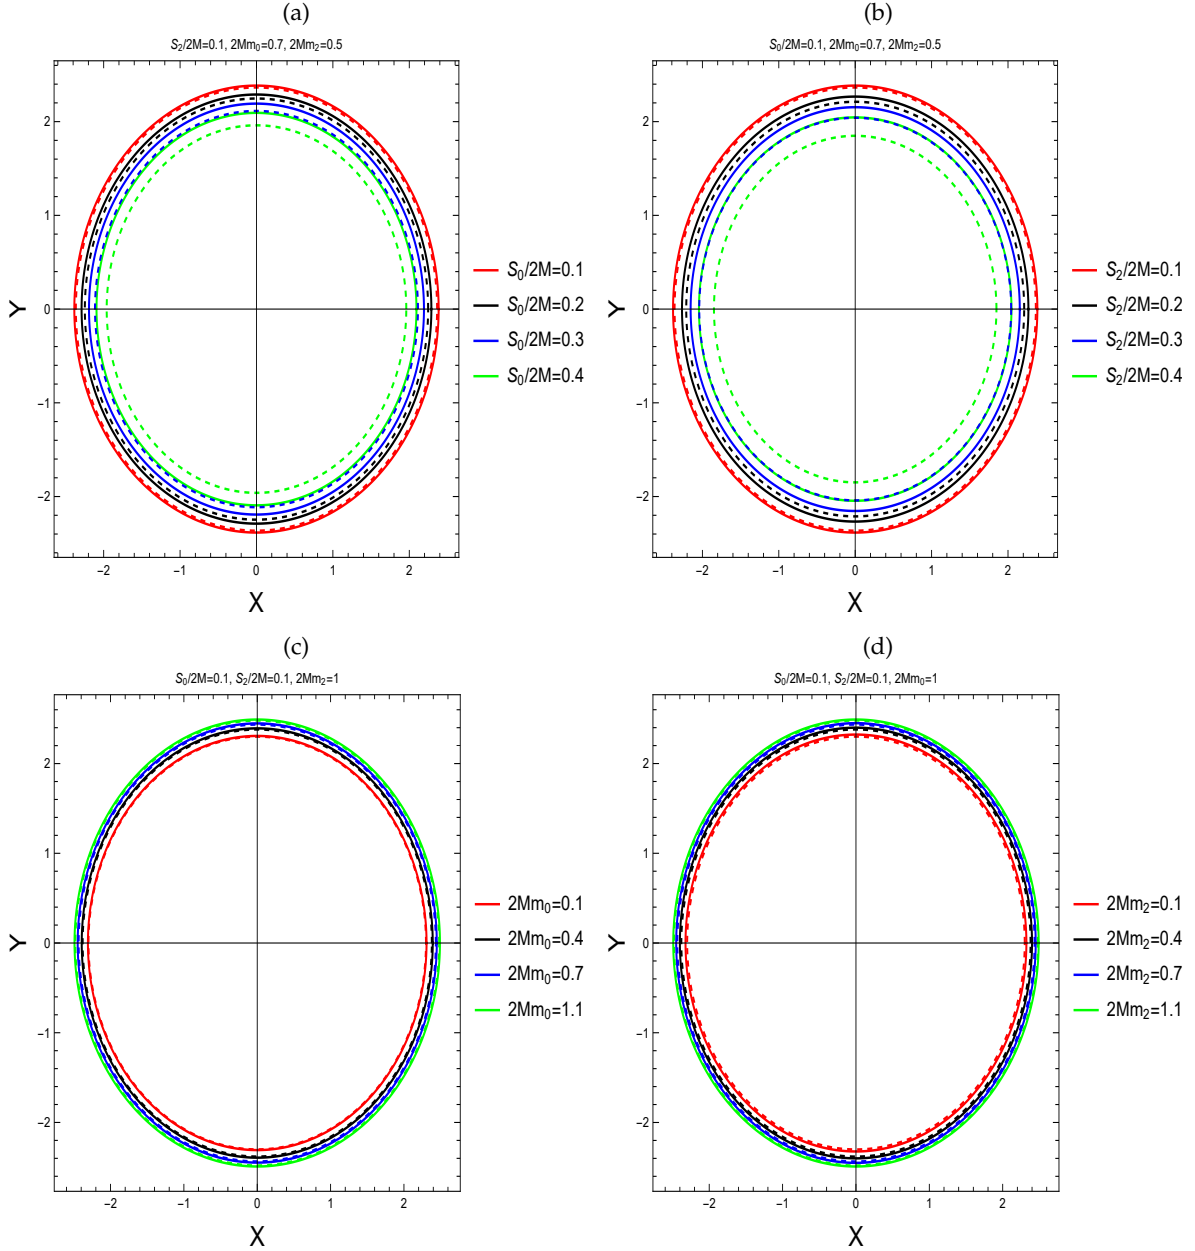 (a)
S₂/2M=0.1, 2Mm₀=0.7, 2Mm₂=0.5
2
1
0
−1
−2
Y
−2 −1 0 1 2
X
S₀/2M=0.1
S₀/2M=0.2
S₀/2M=0.3
S₀/2M=0.4
(b)
S₀/2M=0.1, 2Mm₀=0.7, 2Mm₂=0.5
2
1
0
−1
−2
Y
−2 −1 0 1 2
X
S₂/2M=0.1
S₂/2M=0.2
S₂/2M=0.3
S₂/2M=0.4
(c)
S₀/2M=0.1, S₂/2M=0.1, 2Mm₂=1
2
1
0
−1
−2
Y
−2 −1 0 1 2
X
2Mm₀=0.1
2Mm₀=0.4
2Mm₀=0.7
2Mm₀=1.1
(d)
S₀/2M=0.1, S₂/2M=0.1, 2Mm₀=1
2
1
0
−1
−2
Y
−2 −1 0 1 2
X
2Mm₂=0.1
2Mm₂=0.4
2Mm₂=0.7
2Mm₂=1.1